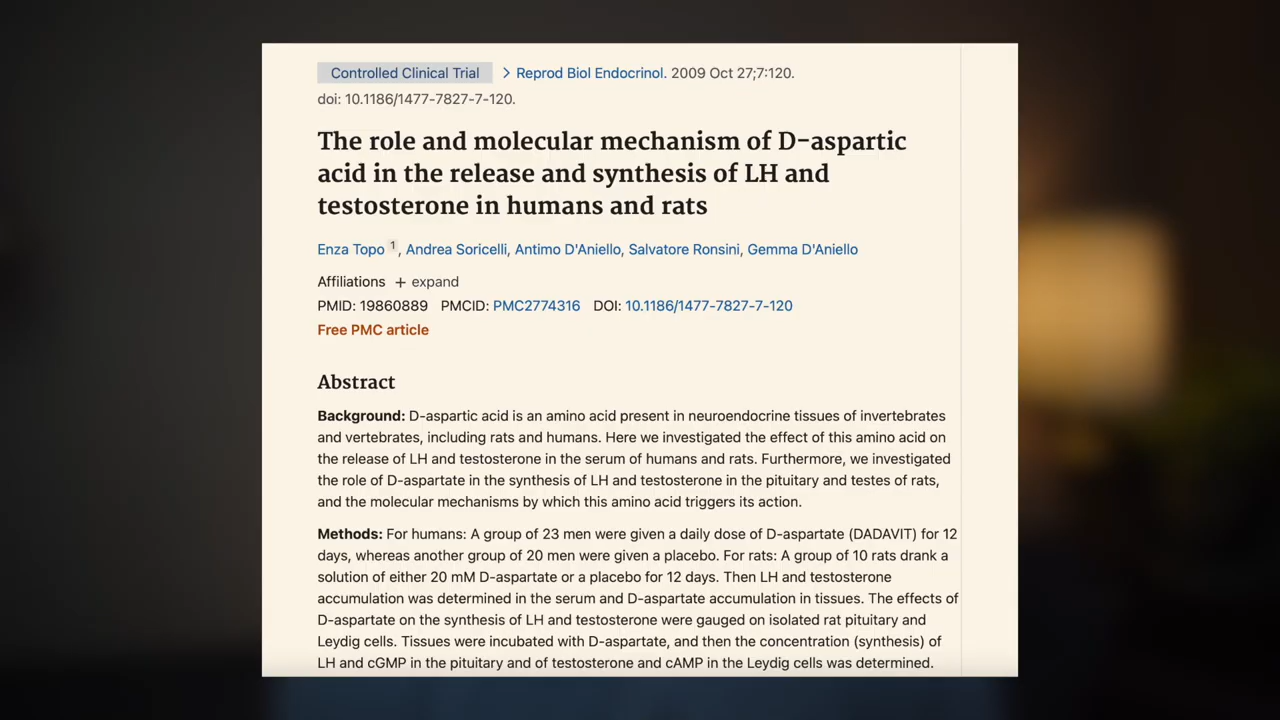 Controlled Clinical Trial > Reprod Biol Endocrinol. 2009 Oct 27;7:120.
doi: 10.1186/1477-7827-7-120.
The role and molecular mechanism of D-aspartic
acid in the release and synthesis of LH and
testosterone in humans and rats
Enza Topo 1, Andrea Soricelli, Antimo D'Aniello, Salvatore Ronsini, Gemma D'Aniello
Affiliations + expand
PMID: 19860889 PMCID: PMC2774316 DOI: 10.1186/1477-7827-7-120
Free PMC article
Abstract
Background: D-aspartic acid is an amino acid present in neuroendocrine tissues of invertebrates
and vertebrates, including rats and humans. Here we investigated the effect of this amino acid on
the release of LH and testosterone in the serum of humans and rats. Furthermore, we investigated
the role of D-aspartate in the synthesis of LH and testosterone in the pituitary and testes of rats,
and the molecular mechanisms by which this amino acid triggers its action.
Methods: For humans: A group of 23 men were given a daily dose of D-aspartate (DADAVIT) for 12
days, whereas another group of 20 men were given a placebo. For rats: A group of 10 rats drank a
solution of either 20 mM D-aspartate or a placebo for 12 days. Then LH and testosterone
accumulation was determined in the serum and D-aspartate accumulation in tissues. The effects of
D-aspartate on the synthesis of LH and testosterone were gauged on isolated rat pituitary and
Leydig cells. Tissues were incubated with D-aspartate, and then the concentration (synthesis) of
LH and cGMP in the pituitary and of testosterone and cAMP in the Leydig cells was determined.